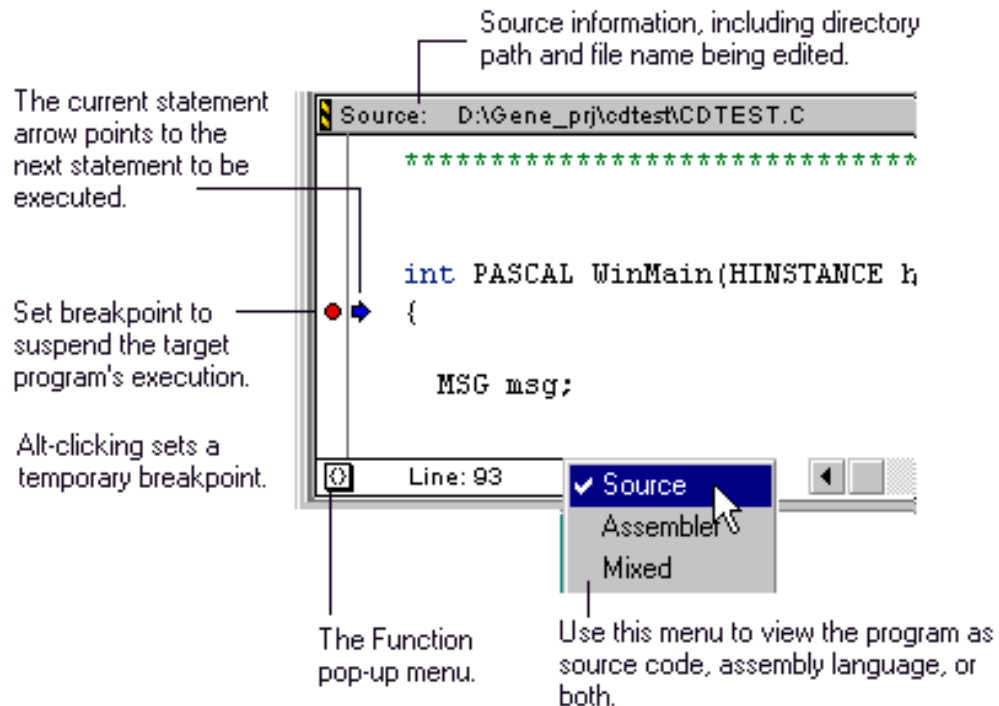 Source information, including directory
path and file name being edited.
The current statement
arrow points to the
next statement to be
executed.
Source: D:\Gene_prj\cdtest\CDTEST.C
******************************
int PASCAL WinMain(HINSTANCE h
{
Set breakpoint to
suspend the target
program's execution.
MSG msg;
Alt-clicking sets a
temporary breakpoint.
{} Line: 93
✓ Source
Assembler
Mixed
The Function
pop-up menu.
Use this menu to view the program as
source code, assembly language, or
both.